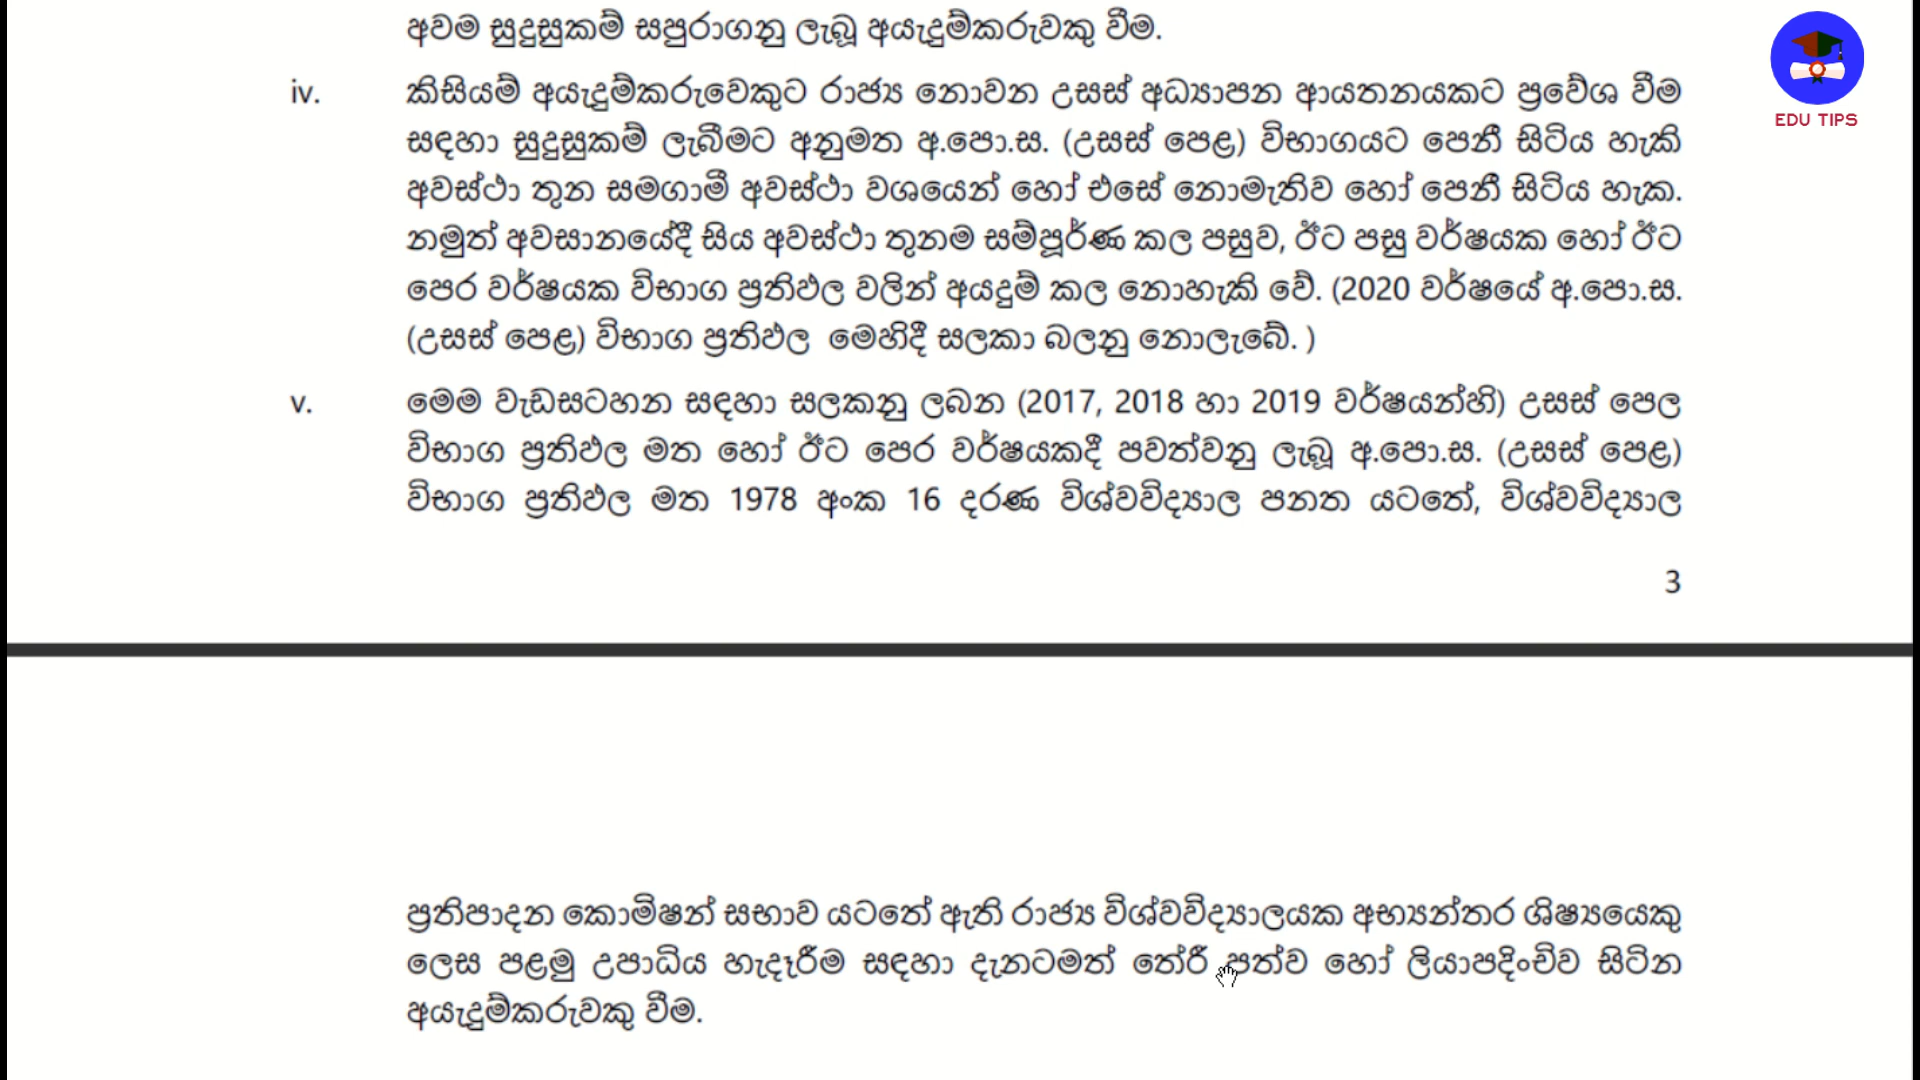 අවම සුදුසුකම් සපුරාගනු ලැබූ අයැදුම්කරුවකු වීම.
EDU TIPS
iv. කිසියම් අයැදුම්කරුවෙකුට රාජ්‍ය නොවන උසස් අධ්‍යාපන ආයතනයකට ප්‍රවේශ වීම
සඳහා සුදුසුකම් ලැබීමට අනුමත අ.පො.ස. (උසස් පෙළ) විභාගයට පෙනී සිටිය හැකි
අවස්ථා තුන සමගාමී අවස්ථා වශයෙන් හෝ එසේ නොමැතිව හෝ පෙනී සිටිය හැක.
නමුත් අවසානයේදී සිය අවස්ථා තුනම සම්පූර්ණ කල පසුව, ඊට පසු වර්ෂයක හෝ ඊට
පෙර වර්ෂයක විභාග ප්‍රතිඵල වලින් අයදුම් කල නොහැකි වේ. (2020 වර්ෂයේ අ.පො.ස.
(උසස් පෙළ) විභාග ප්‍රතිඵල මෙහිදී සලකා බලනු නොලැබේ. )
v. මෙම වැඩසටහන සඳහා සලකනු ලබන (2017, 2018 හා 2019 වර්ෂයන්හි) උසස් පෙල
විභාග ප්‍රතිඵල මත හෝ ඊට පෙර වර්ෂයකදී පවත්වනු ලැබූ අ.පො.ස. (උසස් පෙළ)
විභාග ප්‍රතිඵල මත 1978 අංක 16 දරණ විශ්වවිද්‍යාල පනත යටතේ, විශ්වවිද්‍යාල
3
ප්‍රතිපාදන කොමිෂන් සභාව යටතේ ඇති රාජ්‍ය විශ්වවිද්‍යාලයක අභ්‍යන්තර ශිෂ්‍යයෙකු
ලෙස පළමු උපාධිය හැදෑරීම සඳහා දැනටමත් තේරී පත්ව හෝ ලියාපදිංචිව සිටින
අයැදුම්කරුවකු වීම.